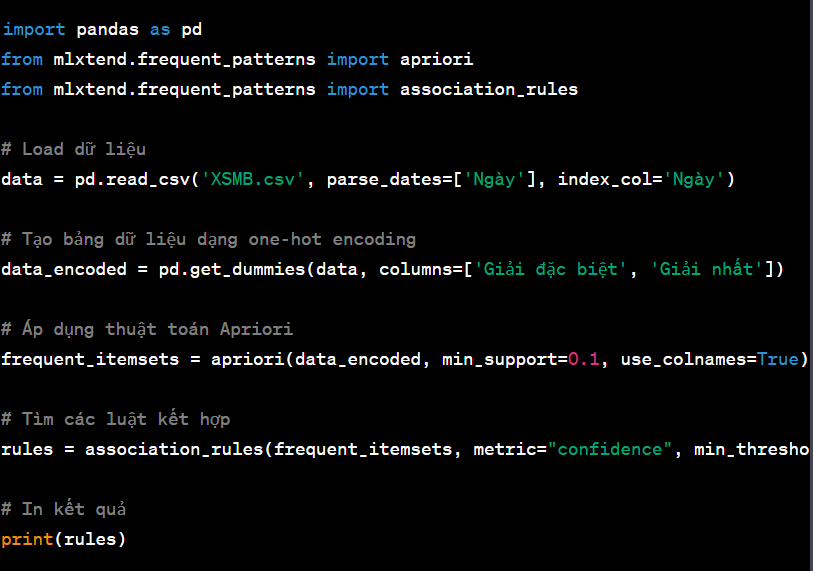 import pandas as pd
from mlxtend.frequent_patterns import apriori
from mlxtend.frequent_patterns import association_rules
# Load dữ liệu
data = pd.read_csv('XSMB.csv', parse_dates=['Ngày'], index_col='Ngày')
# Tạo bảng dữ liệu dạng one-hot encoding
data_encoded = pd.get_dummies(data, columns=['Giải đặc biệt', 'Giải nhất'])
# Áp dụng thuật toán Apriori
frequent_itemsets = apriori(data_encoded, min_support=0.1, use_colnames=True)
# Tìm các luật kết hợp
rules = association_rules(frequent_itemsets, metric="confidence", min_thresho
# In kết quả
print(rules)